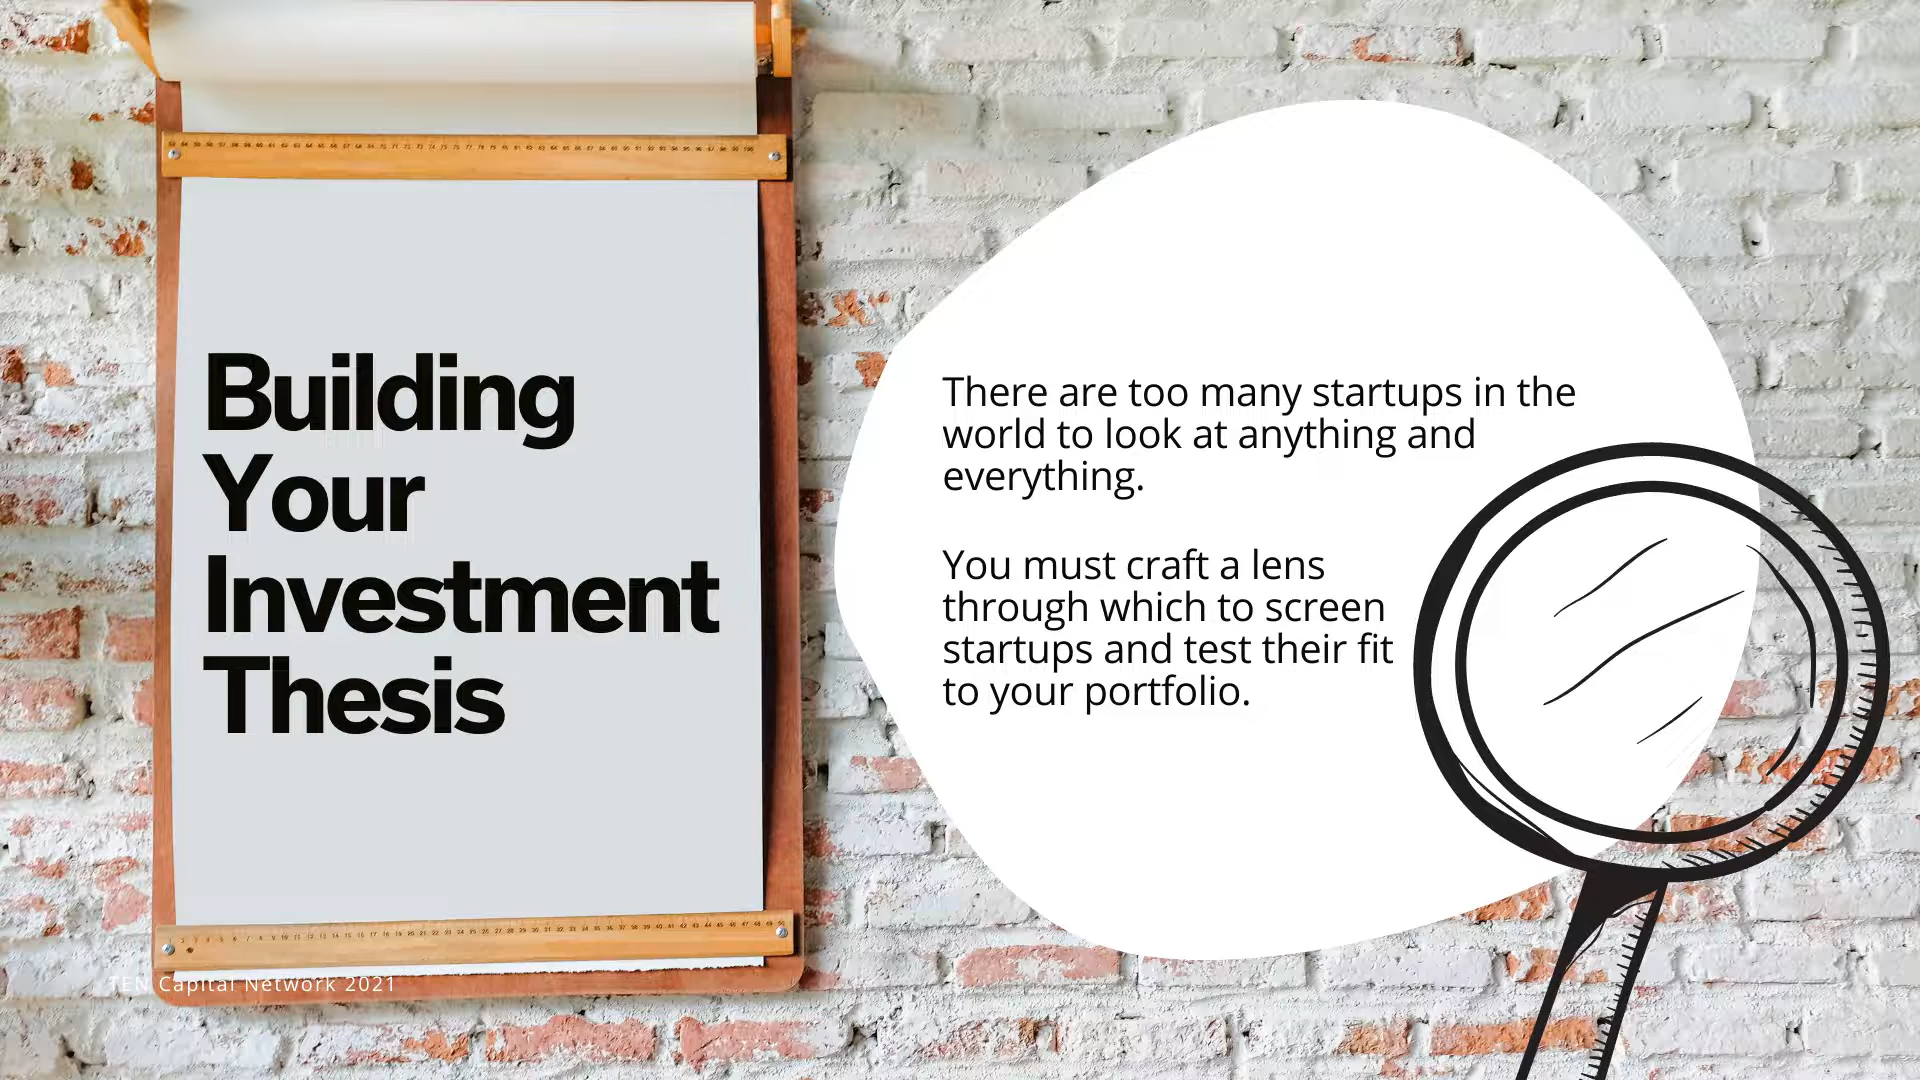 Building
Your
Investment
Thesis
There are too many startups in the
world to look at anything and
everything.
You must craft a lens
through which to screen
startups and test their fit
to your portfolio.
TEN Capital Network 2021